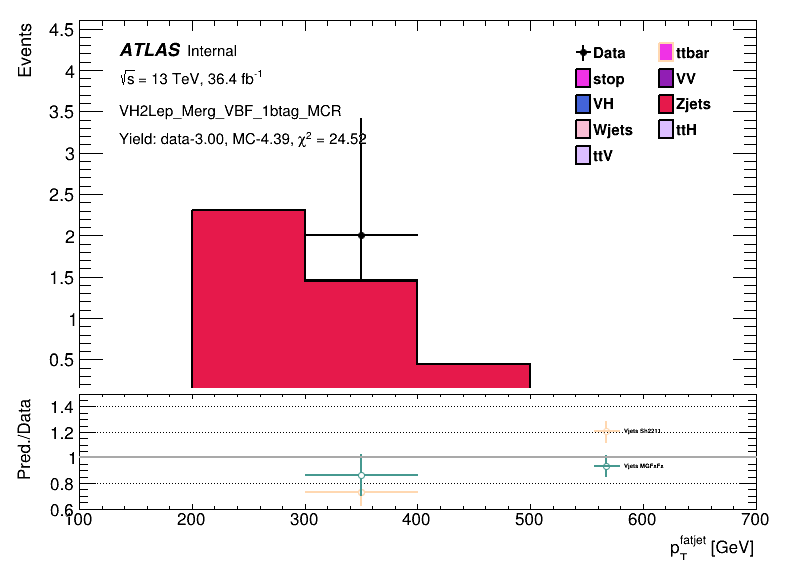 Events
4.5
4
3.5
3
2.5
2
1.5
1
0.5
ATLAS Internal
√s = 13 TeV, 36.4 fb⁻¹
VH2Lep_Merg_VBF_1btag_MCR
Yield: data-3.00, MC-4.39, χ² = 24.52
Data ttbar
stop VV
VH Zjets
Wjets ttH
ttV
Pred./Data
1.4
1.2
1
0.8
0.6
Vjets Sh2211
Vjets MGFxFx
100 200 300 400 500 600 700
p_T^fatjet [GeV]